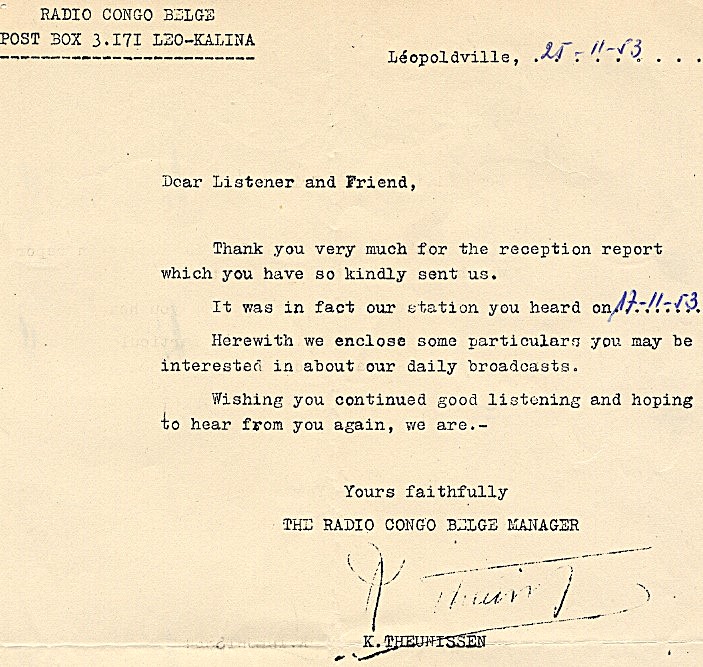 RADIO CONGO BELGE
POST BOX 3.171 LEO-KALINA
Léopoldville, .25-11-53. . .
Dear Listener and Friend,
Thank you very much for the reception report
which you have so kindly sent us.
It was in fact our station you heard on 17-11-53.
Herewith we enclose some particulars you may be
interested in about our daily broadcasts.
Wishing you continued good listening and hoping
to hear from you again, we are.-
Yours faithfully
THE RADIO CONGO BELGE MANAGER
K. THEUNISSEN